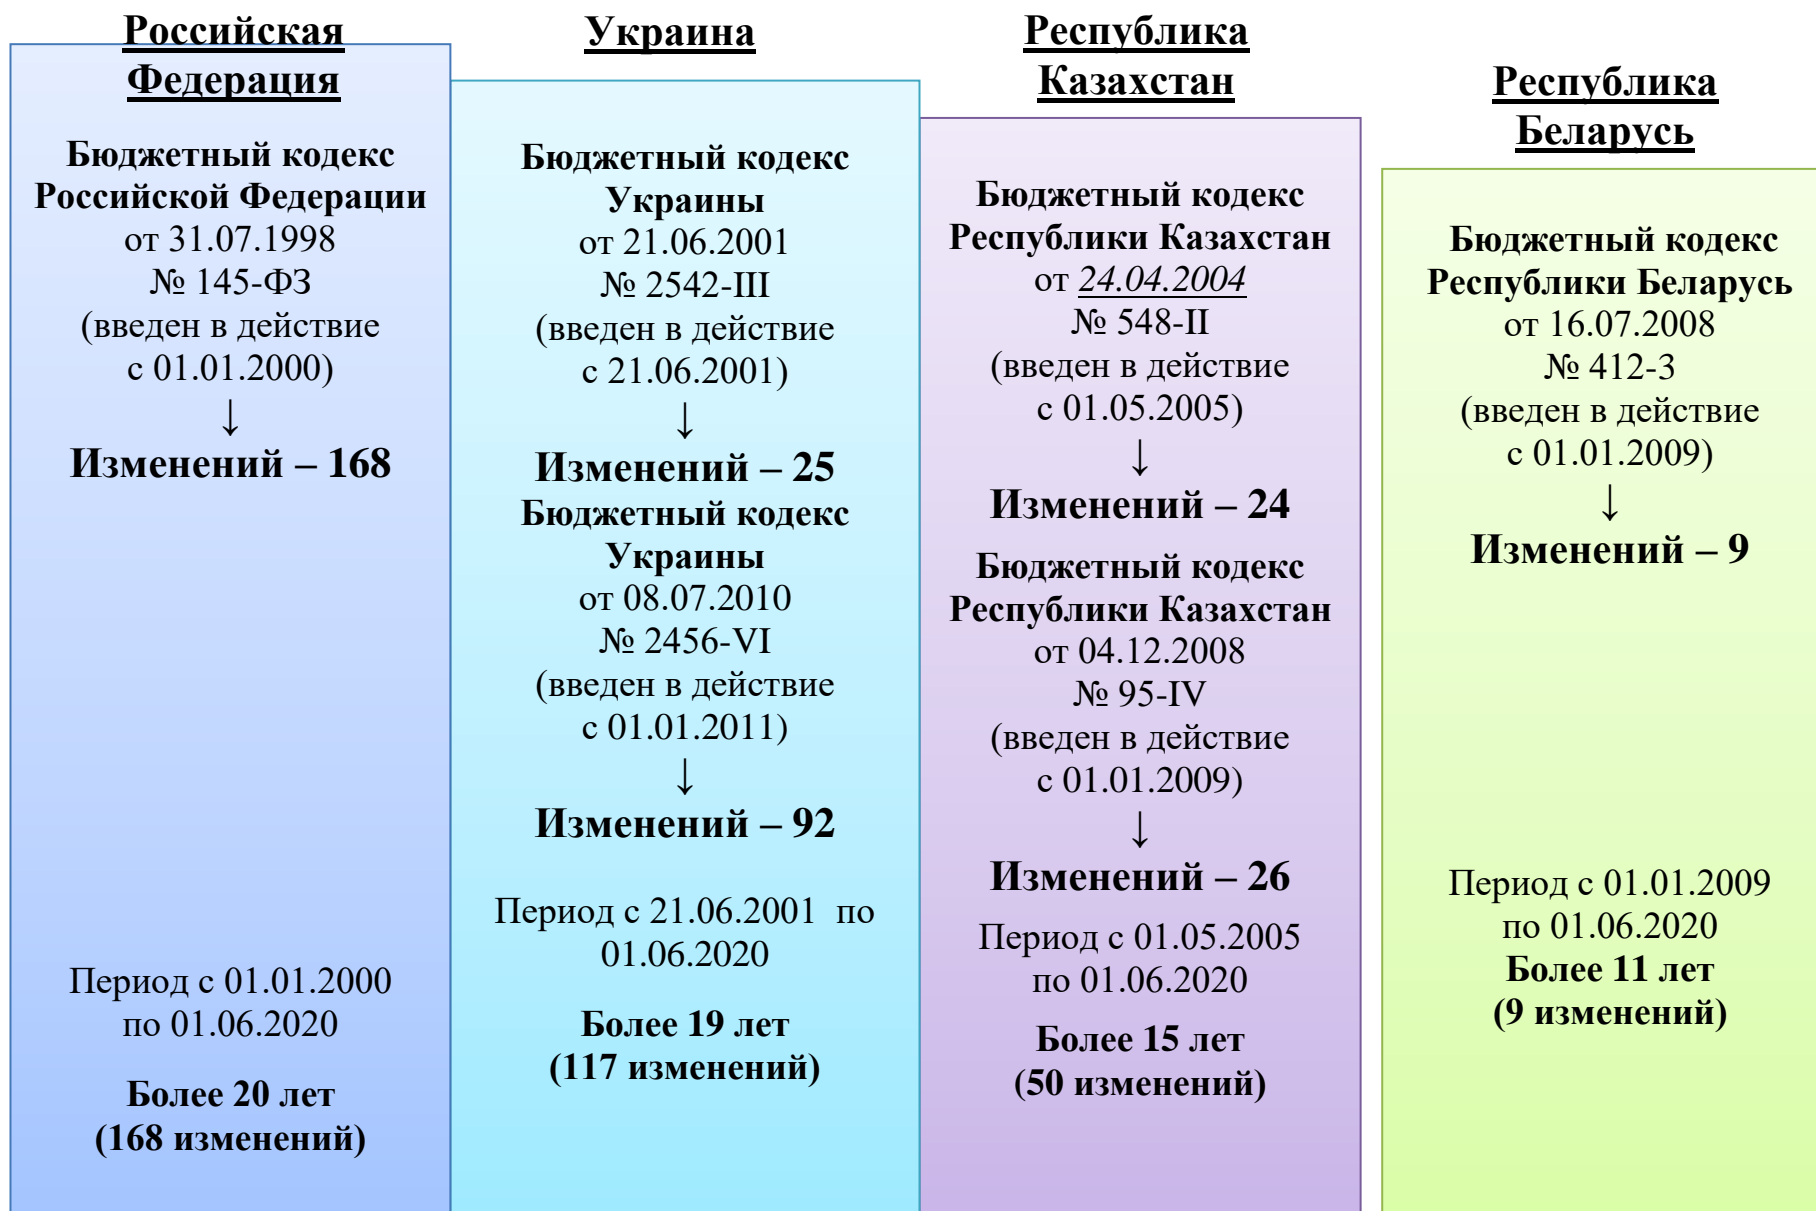 Российская
Федерация
Бюджетный кодекс
Российской Федерации
от 31.07.1998
№ 145-ФЗ
(введен в действие
с 01.01.2000)
↓
Изменений – 168
Период с 01.01.2000
по 01.06.2020
Более 20 лет
(168 изменений)
Украина
Бюджетный кодекс
Украины
от 21.06.2001
№ 2542-III
(введен в действие
с 21.06.2001)
↓
Изменений – 25
Бюджетный кодекс
Украины
от 08.07.2010
№ 2456-VI
(введен в действие
с 01.01.2011)
↓
Изменений – 92
Период с 21.06.2001  по
01.06.2020
Более 19 лет
(117 изменений)
Республика
Казахстан
Бюджетный кодекс
Республики Казахстан
от 24.04.2004
№ 548-II
(введен в действие
с 01.05.2005)
↓
Изменений – 24
Бюджетный кодекс
Республики Казахстан
от 04.12.2008
№ 95-IV
(введен в действие
с 01.01.2009)
↓
Изменений – 26
Период с 01.05.2005
по 01.06.2020
Более 15 лет
(50 изменений)
Республика
Беларусь
Бюджетный кодекс
Республики Беларусь
от 16.07.2008
№ 412-3
(введен в действие
с 01.01.2009)
↓
Изменений – 9
Период с 01.01.2009
по 01.06.2020
Более 11 лет
(9 изменений)